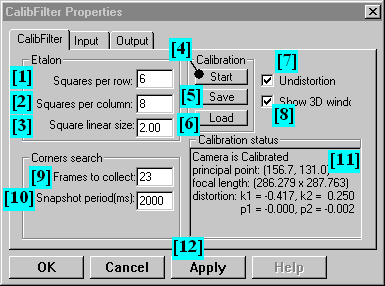 CalibFilter Properties
CalibFilter Input Output
Etalon
[1] Squares per row: 6
[2] Squares per column: 8
[3] Square linear size: 2.00
Calibration
[4] Start
[5] Save
[6] Load
[7]
Undistortion
Show 3D
[8]
Corners search
[9] Frames to collect: 23
[10] Snapshot period(ms): 2000
Calibration status
Camera is Calibrated
principal point: (156.7, 131.0) [11]
focal length: (286.279 x 287.763)
distortion: k1 = -0.417, k2 = 0.250
p1 = -0.000, p2 = -0.002
[12]
OK Cancel Apply Help